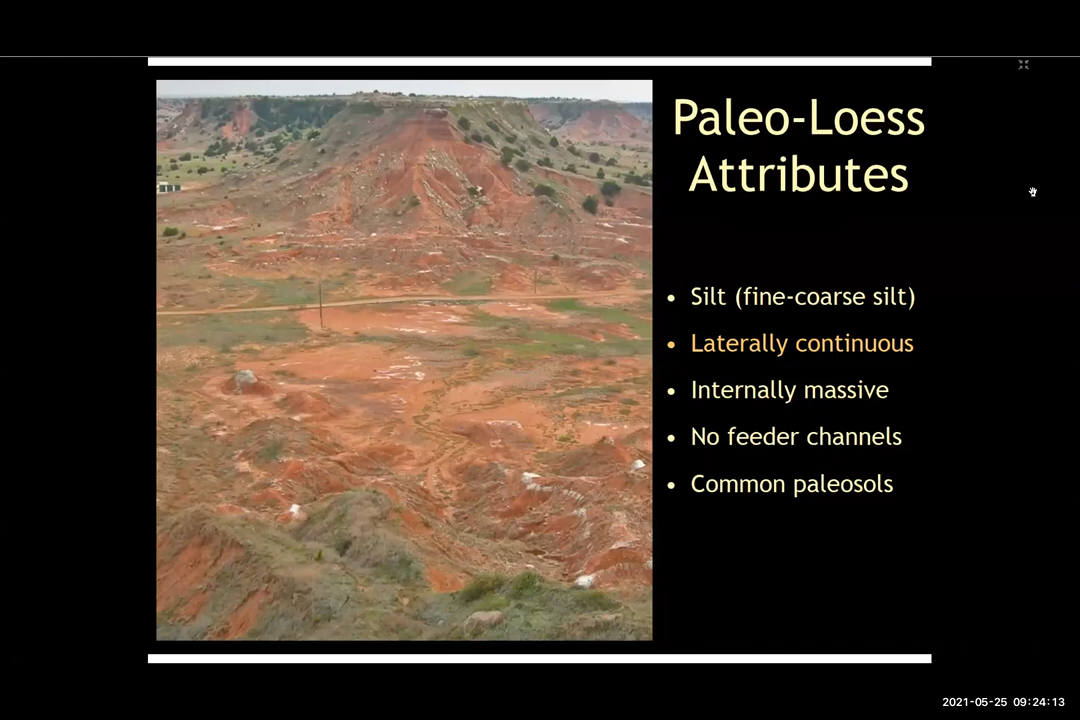 Paleo-Loess
Attributes
• Silt (fine-coarse silt)
• Laterally continuous
• Internally massive
• No feeder channels
• Common paleosols
2021-05-25 09:24:13